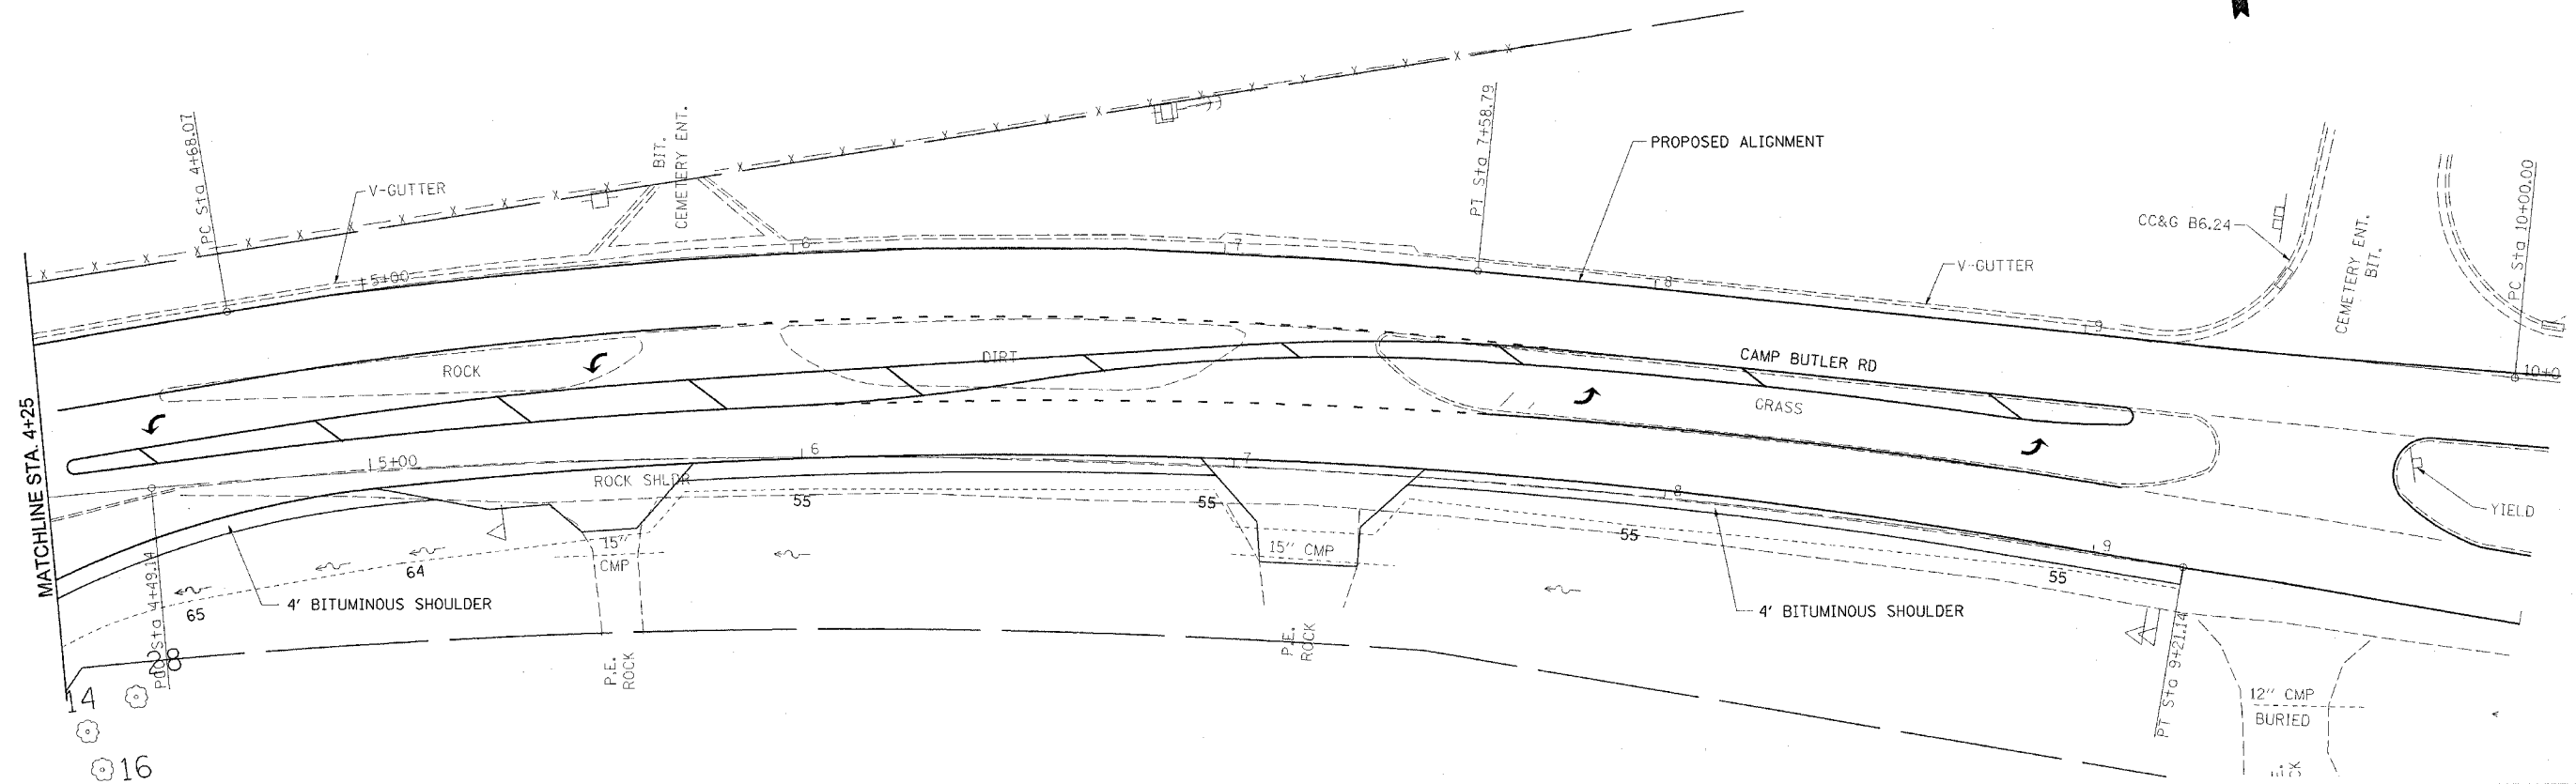 MATCHLINE STA. 4+25
PC Sta 4+68.07
V-GUTTER
BIT.
CEMETERY ENT.
PT Sta 7+58.79
PROPOSED ALIGNMENT
CC&G B6.24
V-GUTTER
CEMETERY ENT.
BIT.
PC Sta 10+00.00
5+00
6
7
8
9
10+0
ROCK
DIRT
CAMP BUTLER RD
GRASS
YIELD
5+00
6
7
8
9
ROCK SHLDR
55
55
55
55
15" CMP
15" CMP
64
65
4' BITUMINOUS SHOULDER
4' BITUMINOUS SHOULDER
Sta 4+49.14
P.E.
ROCK
P.E.
ROCK
PT Sta 9+21.14
12" CMP
BURIED
14
16